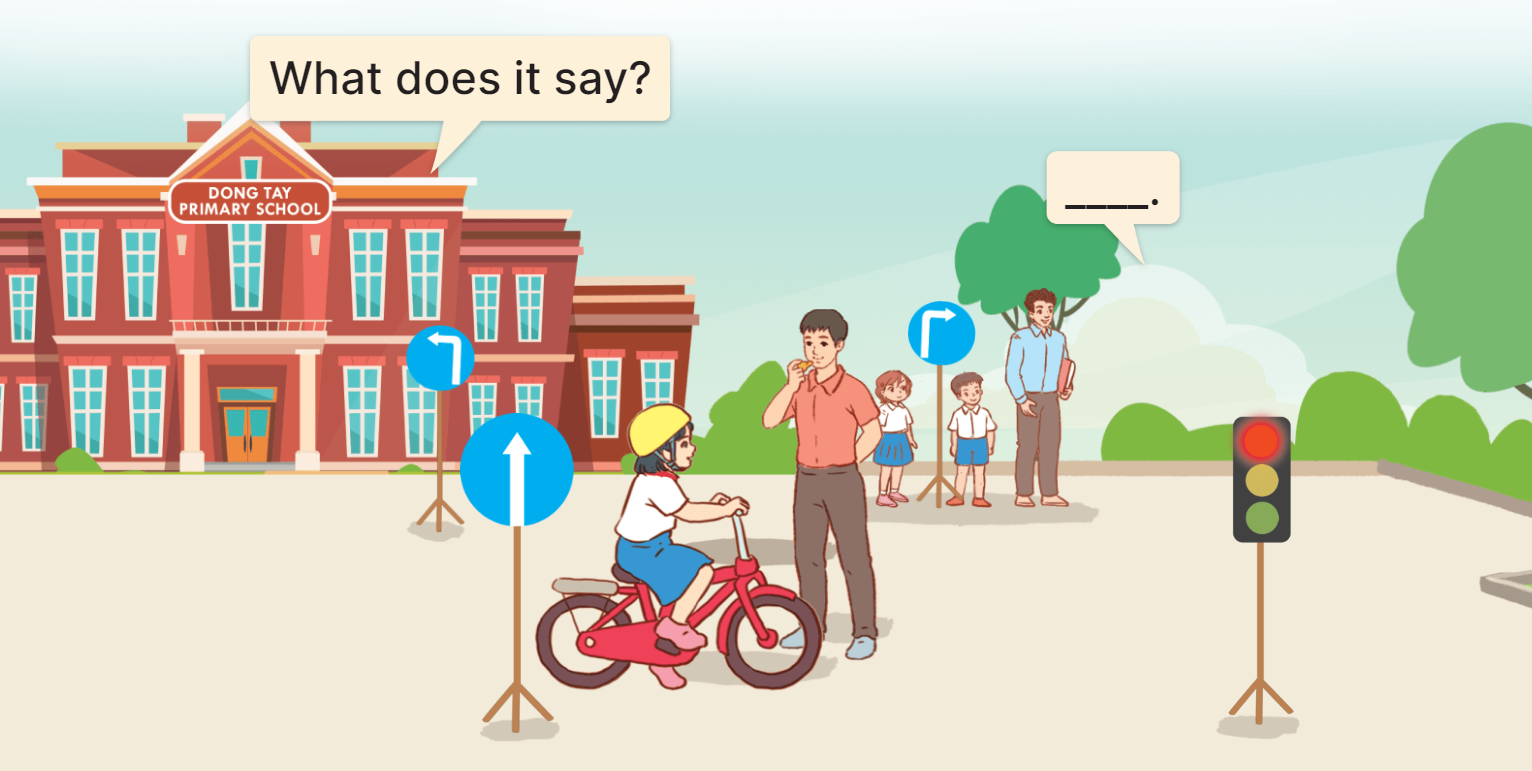 What does it say?
DONG TAY
PRIMARY SCHOOL
____.